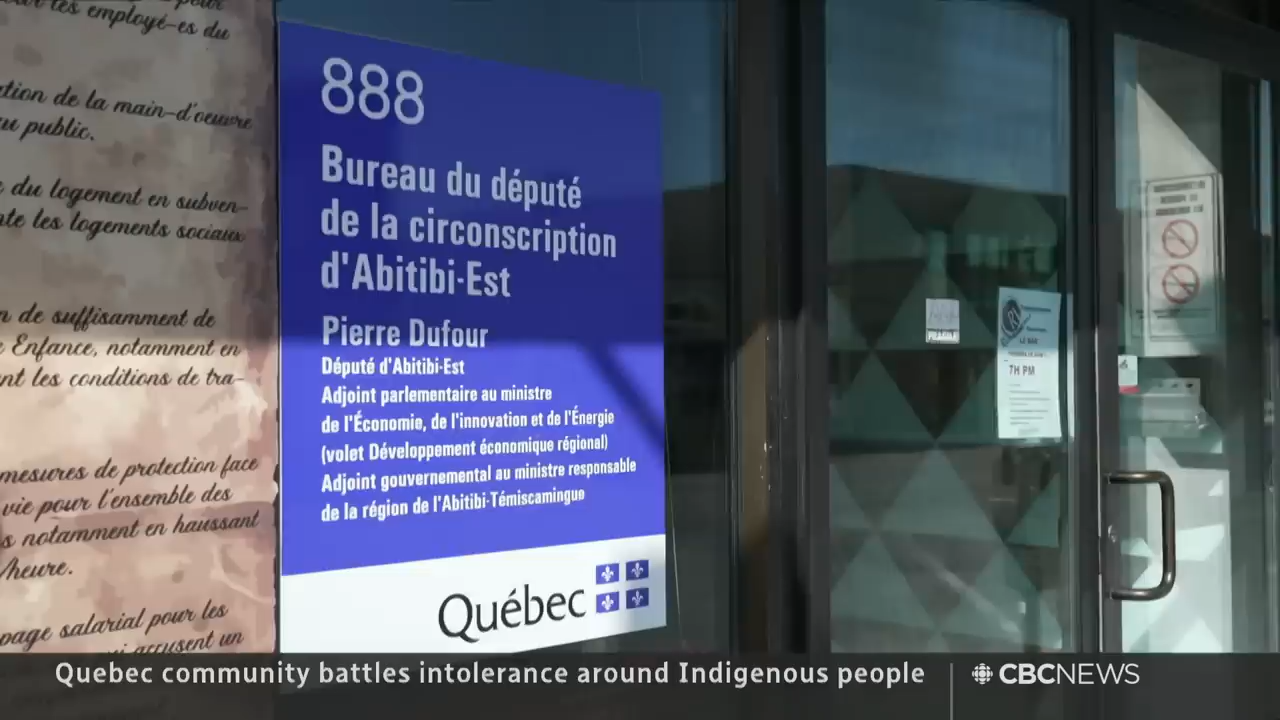 les employé-es du
tion de la main-d'oeuvre
u public.
du logement en subven-
te les logements sociaux
n de suffisamment de
Enfance, notamment en
nt les conditions de tra-
mesures de protection face
vie pour l'ensemble des
s notamment en haussant
/heure.
page salarial pour les
888
Bureau du député
de la circonscription
d'Abitibi-Est
Pierre Dufour
Député d'Abitibi-Est
Adjoint parlementaire au ministre
de l'Économie, de l'innovation et de l'Énergie
(volet Développement économique régional)
Adjoint gouvernemental au ministre responsable
de la région de l'Abitibi-Témiscamingue
Québec
7H PM
Quebec community battles intolerance around Indigenous people
CBCNEWS